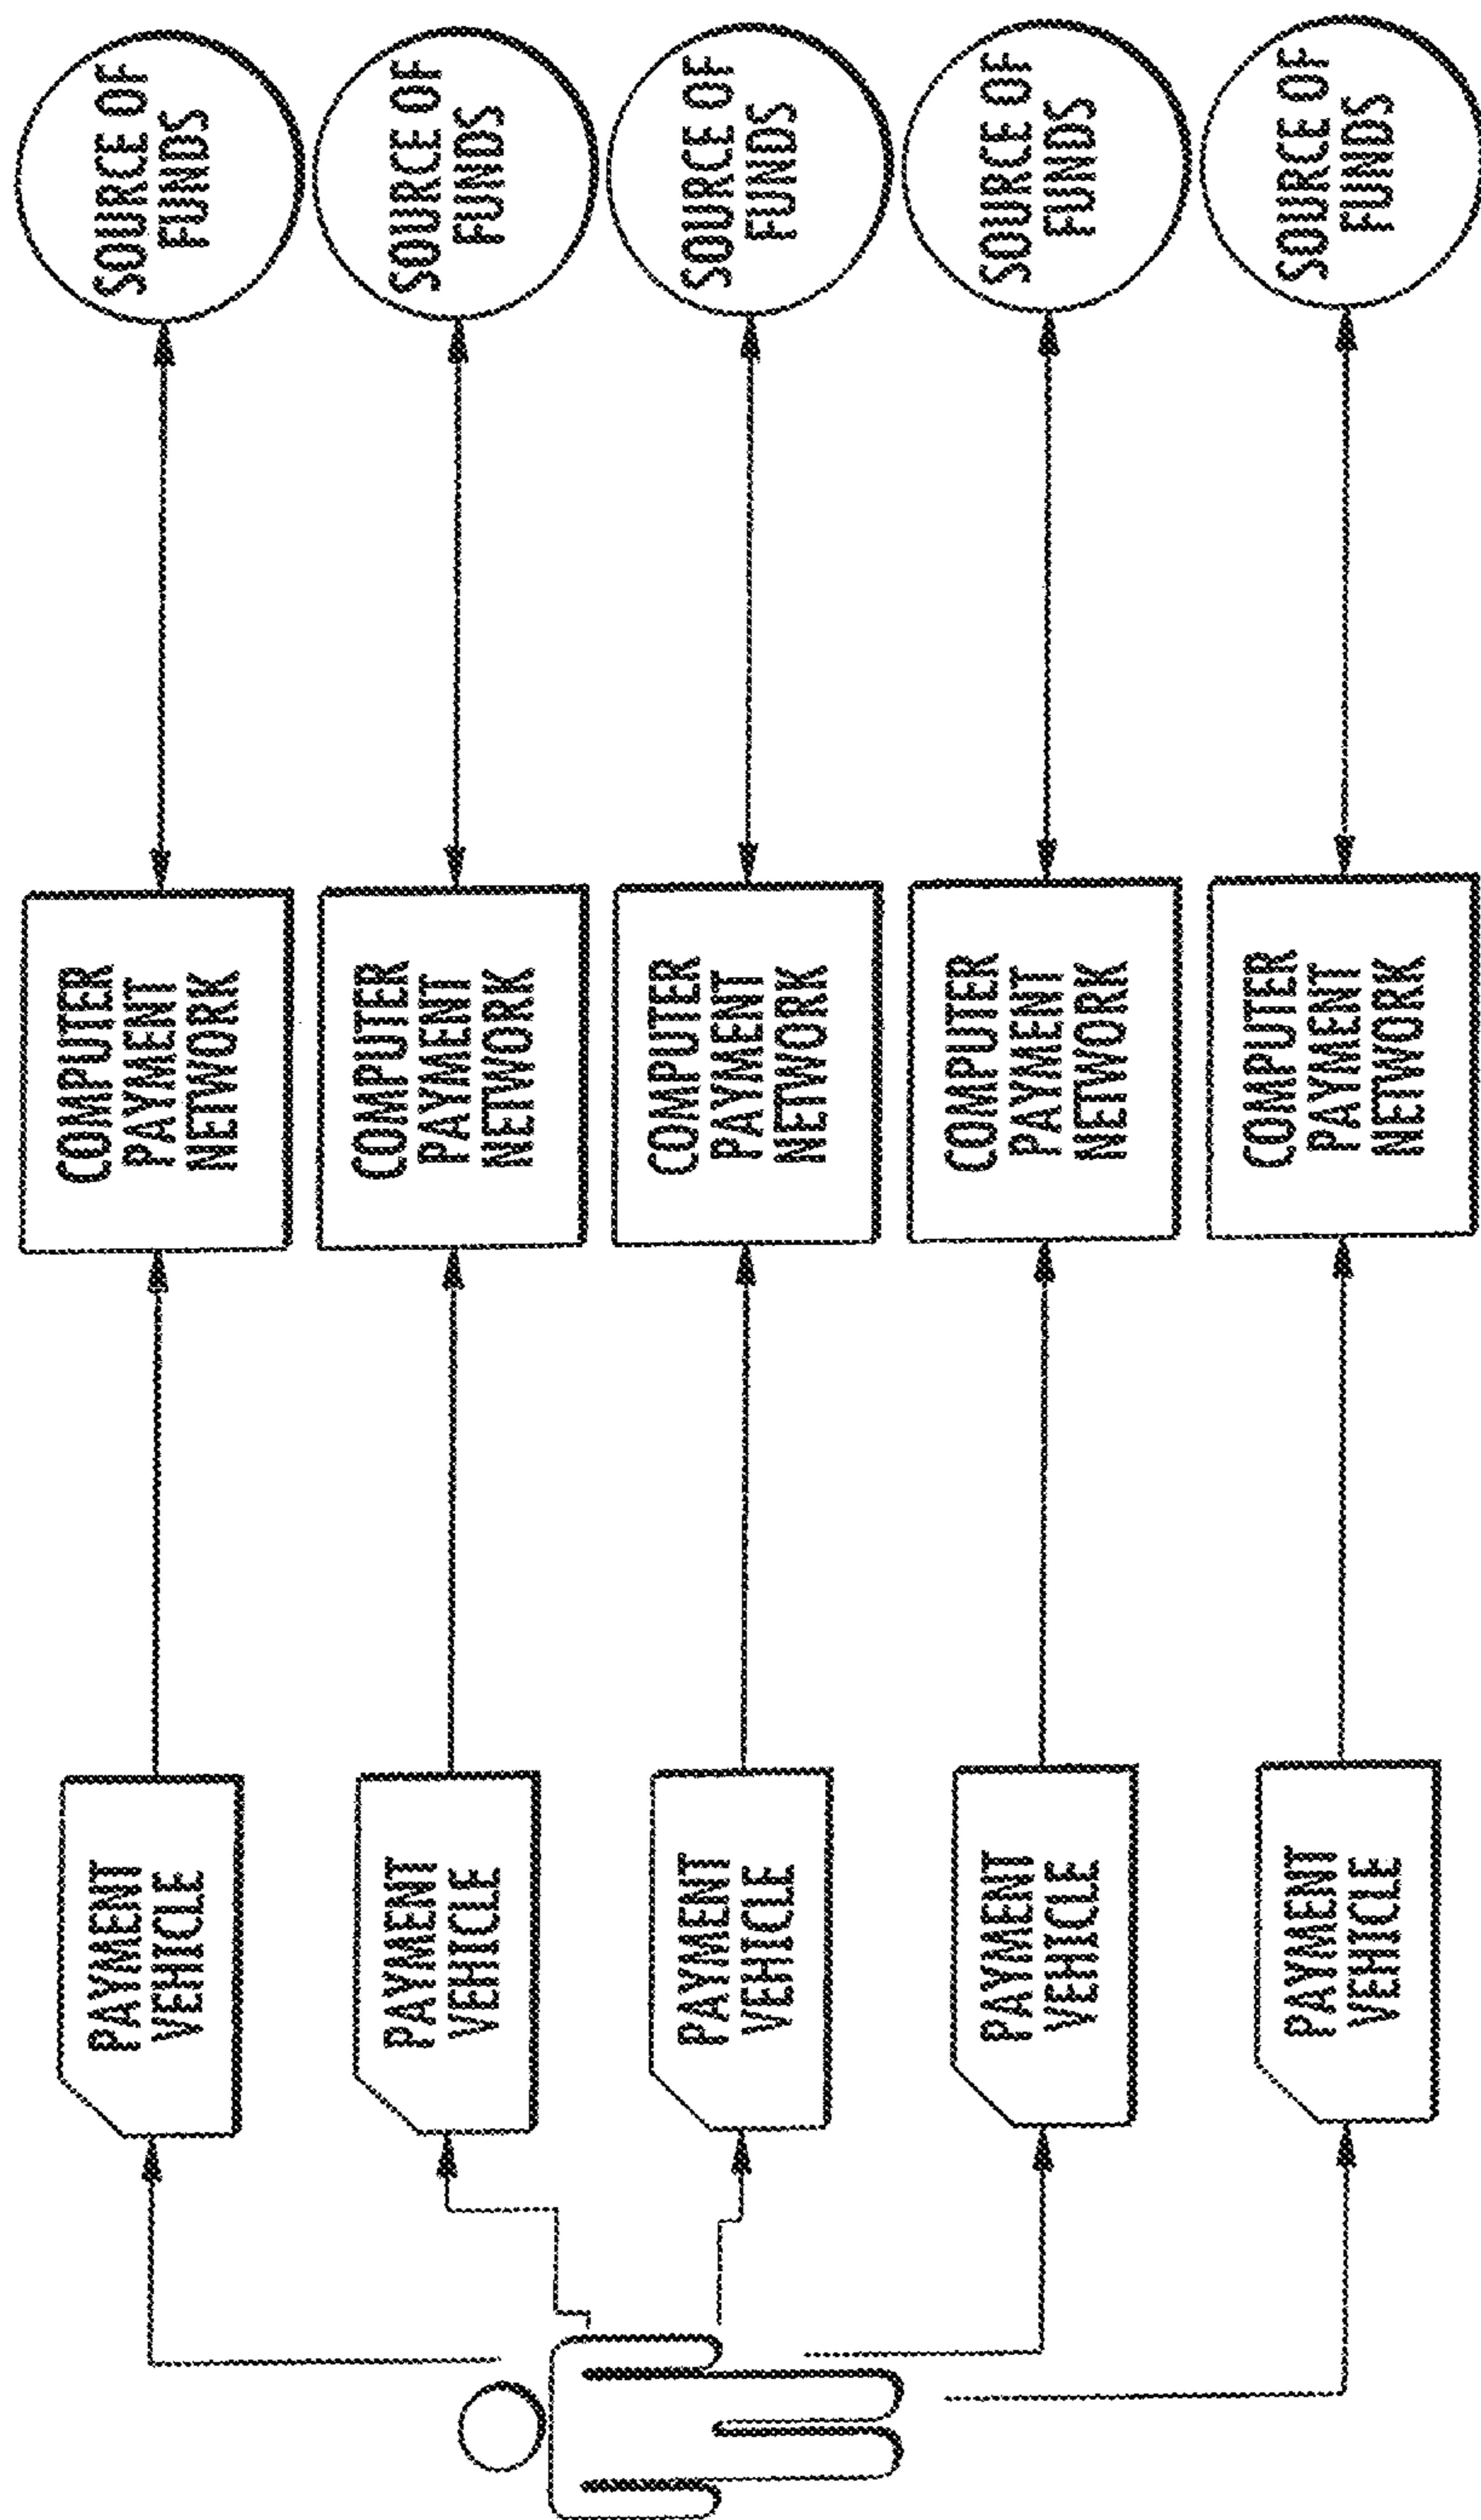 PAYMENT
VEHICLE
COMPUTER
PAYMENT
NETWORK
SOURCE OF
FUNDS
PAYMENT
VEHICLE
COMPUTER
PAYMENT
NETWORK
SOURCE OF
FUNDS
PAYMENT
VEHICLE
COMPUTER
PAYMENT
NETWORK
SOURCE OF
FUNDS
PAYMENT
VEHICLE
COMPUTER
PAYMENT
NETWORK
SOURCE OF
FUNDS
PAYMENT
VEHICLE
COMPUTER
PAYMENT
NETWORK
SOURCE OF
FUNDS